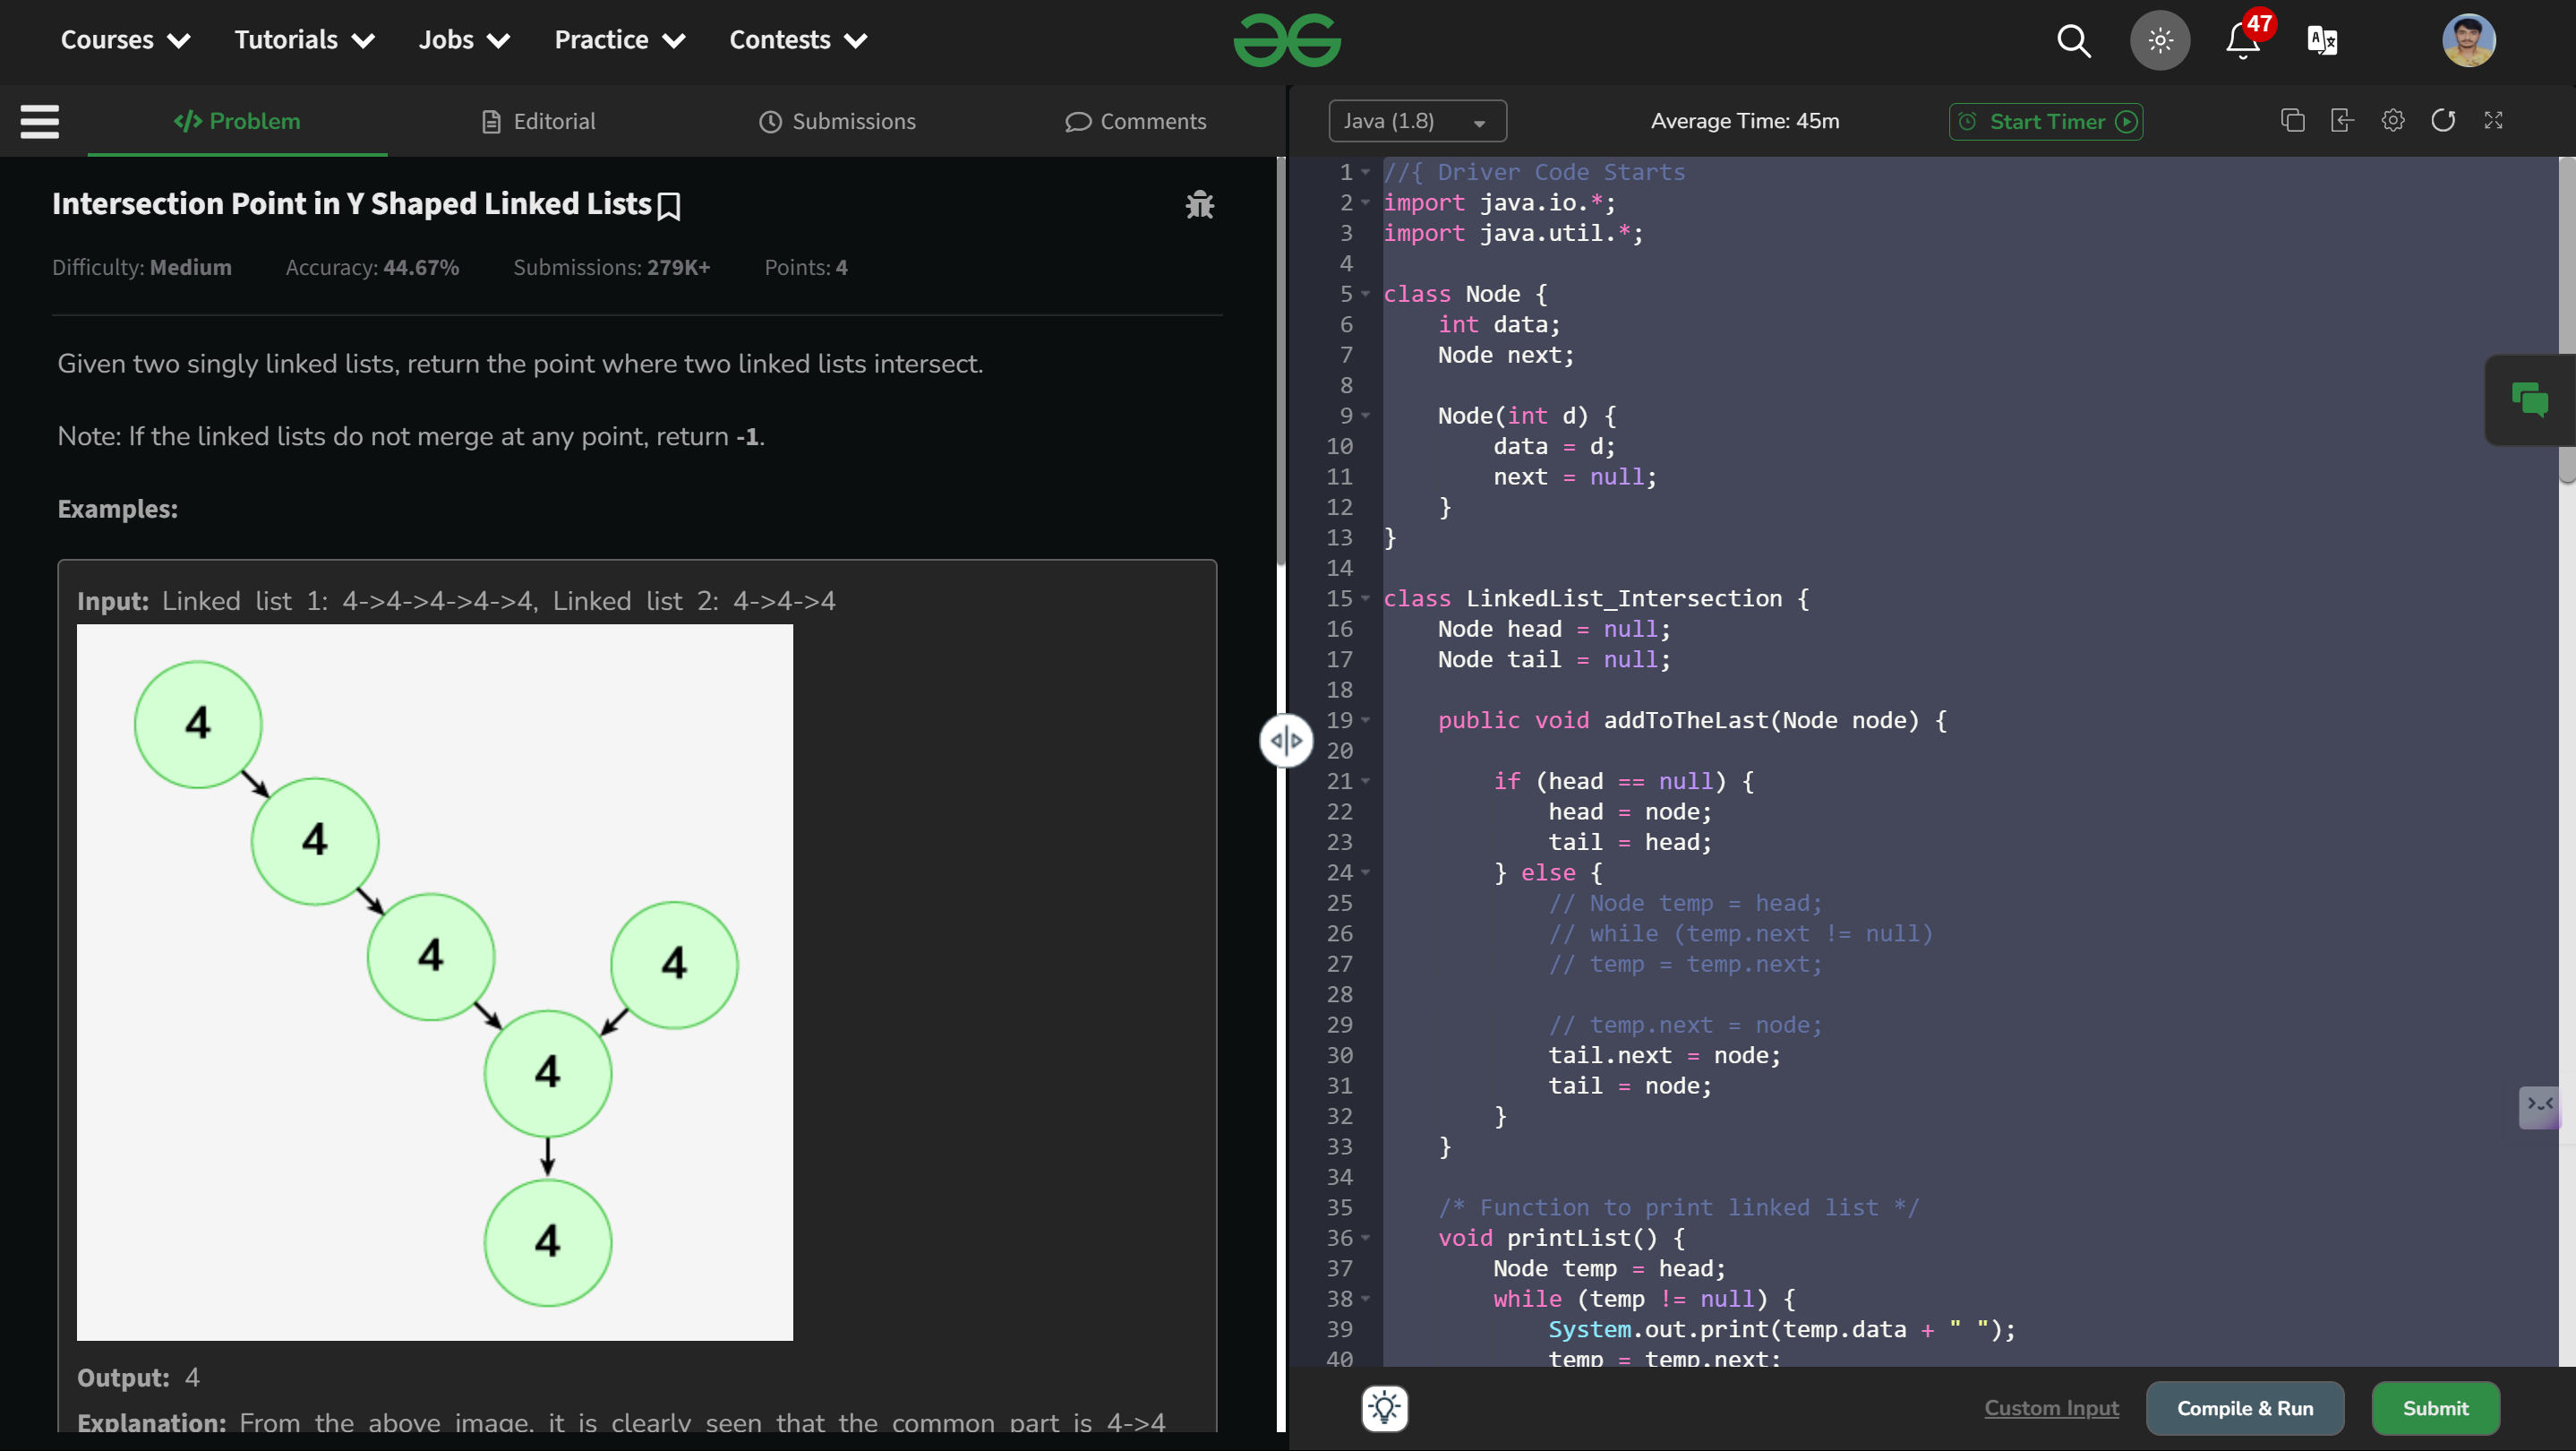 Courses Tutorials Jobs Practice Contests 47
Problem Editorial Submissions Comments
Intersection Point in Y Shaped Linked Lists
Difficulty: Medium Accuracy: 44.67% Submissions: 279K+ Points: 4
Given two singly linked lists, return the point where two linked lists intersect.
Note: If the linked lists do not merge at any point, return -1.
Examples:
Input: Linked list 1: 4->4->4->4->4, Linked list 2: 4->4->4
4
4
4 4
4
4
Output: 4
Explanation: From the above image, it is clearly seen that the common part is 4->4
Java (1.8) Average Time: 45m Start Timer
1 //{ Driver Code Starts
2 import java.io.*;
3 import java.util.*;
4
5 class Node {
6 int data;
7 Node next;
8
9 Node(int d) {
10 data = d;
11 next = null;
12 }
13 }
14
15 class LinkedList_Intersection {
16 Node head = null;
17 Node tail = null;
18
19 public void addToTheLast(Node node) {
20
21 if (head == null) {
22 head = node;
23 tail = head;
24 } else {
25 // Node temp = head;
26 // while (temp.next != null)
27 // temp = temp.next;
28
29 // temp.next = node;
30 tail.next = node;
31 tail = node;
32 }
33 }
34
35 /* Function to print linked list */
36 void printList() {
37 Node temp = head;
38 while (temp != null) {
39 System.out.print(temp.data + " ");
40 temp = temp.next;
Custom Input Compile & Run Submit